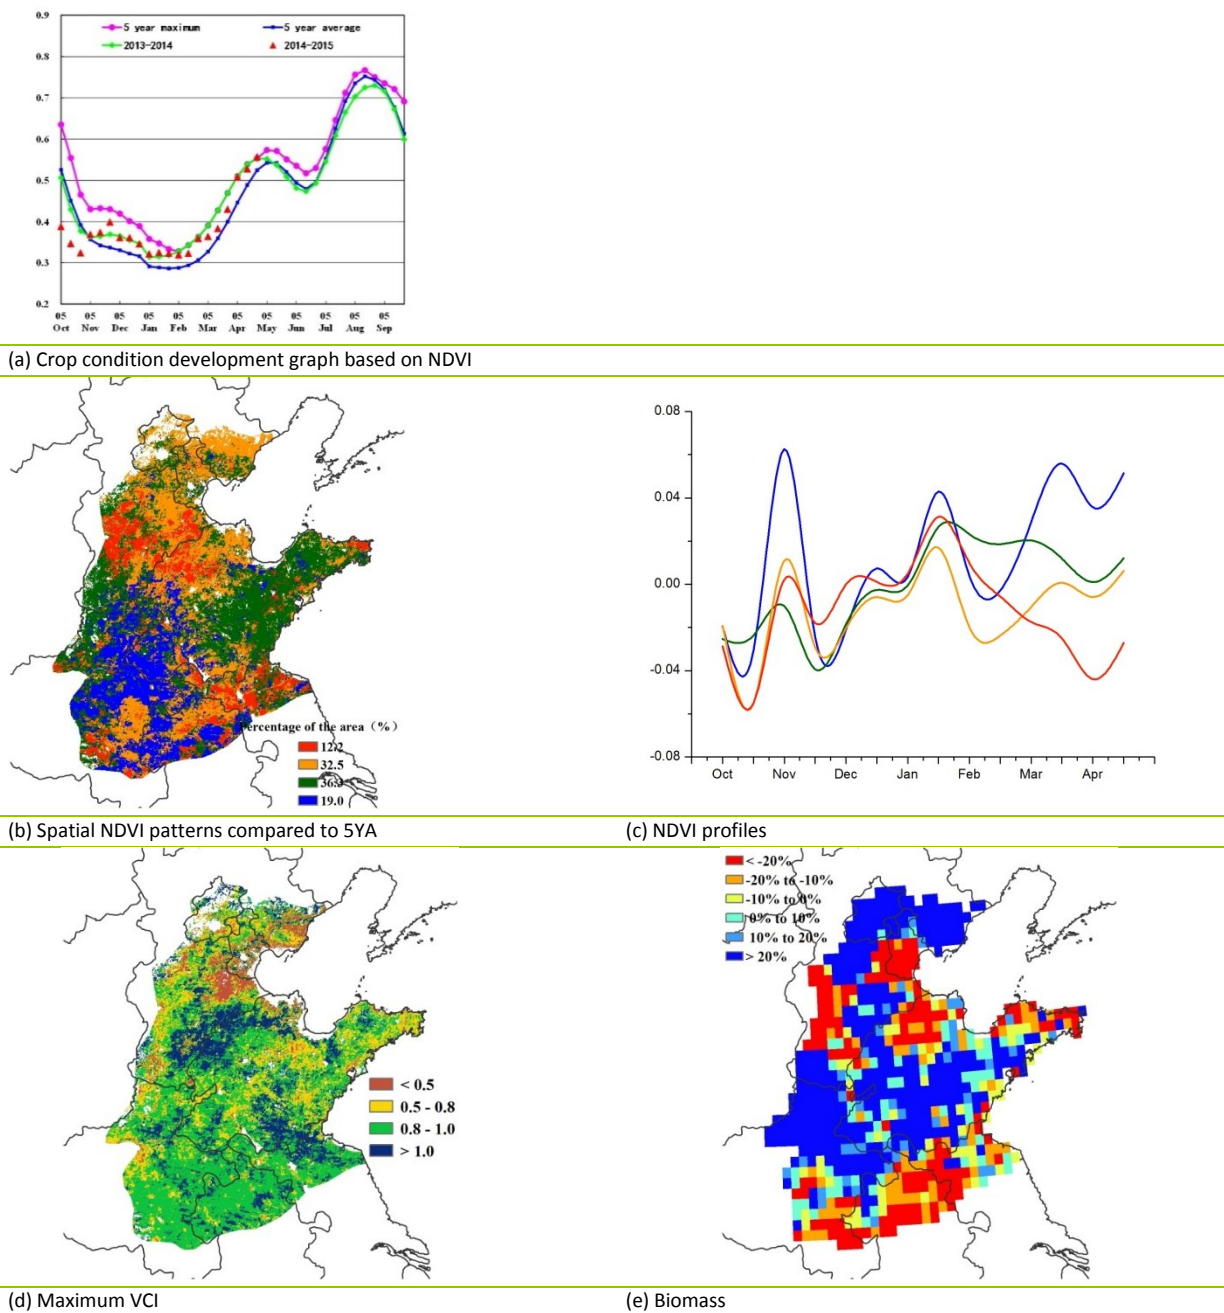 0.9
5 year maximum 5 year average
2013-2014 2014-2015
0.8
0.7
0.6
0.5
0.4
0.3
0.2
05 05 05 05 05 05 05 05 05 05 05 05
Oct Nov Dec Jan Feb Mar Apr May Jun Jul Aug Sep
(a) Crop condition development graph based on NDVI
Percentage of the area (%)
12.2
32.5
36.3
19.0
0.08
0.04
0.00
-0.04
-0.08
Oct Nov Dec Jan Feb Mar Apr
(b) Spatial NDVI patterns compared to 5YA (c) NDVI profiles
< 0.5
0.5 - 0.8
0.8 - 1.0
> 1.0
< -20%
-20% to -10%
-10% to 0%
0% to 10%
10% to 20%
> 20%
(d) Maximum VCI (e) Biomass